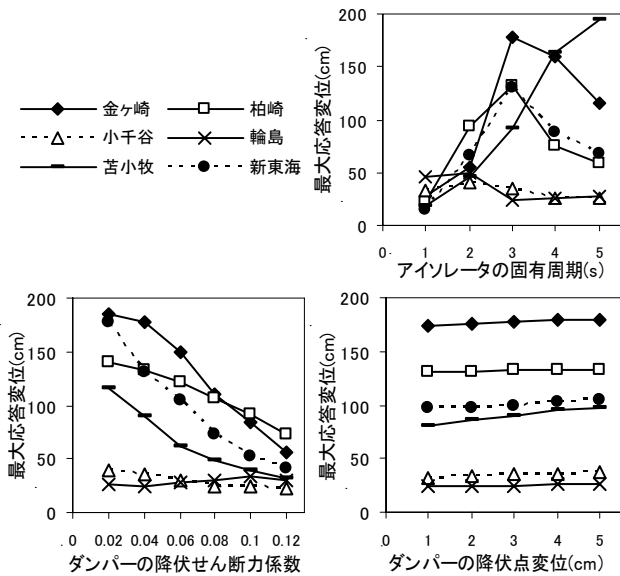 金ヶ崎 柏崎
小千谷 輪島
苫小牧 新東海
最大応答変位(cm)
200
150
100
50
0
0 1 2 3 4 5
アイソレータの固有周期(s)
最大応答変位(cm)
200
150
100
50
0
0 0.02 0.04 0.06 0.08 0.1 0.12
ダンパーの降伏せん断力係数
最大応答変位(cm)
200
150
100
50
0
0 1 2 3 4 5
ダンパーの降伏点変位(cm)